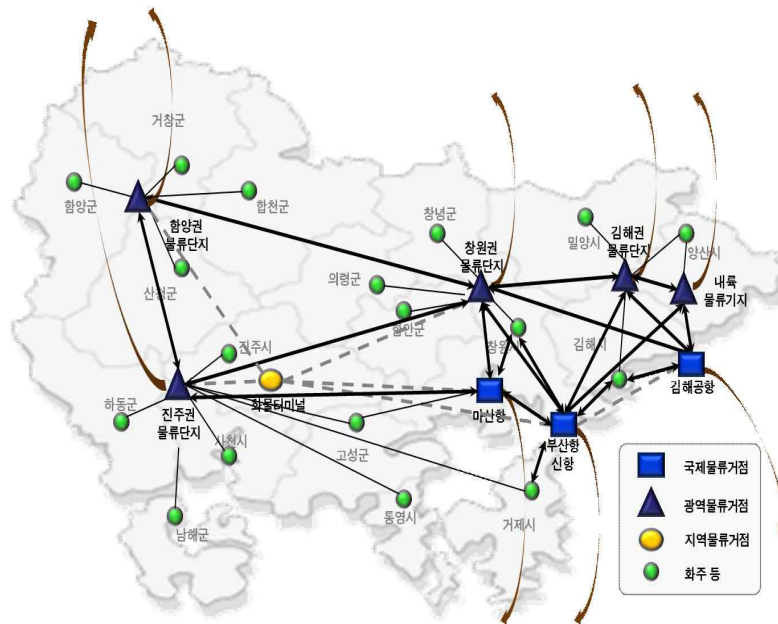 거창군
함양군
합천군
함양권
물류단지
창녕군
창원권
물류단지
밀양시
김해권
물류단지
양산시
내륙
물류기지
산청군
의령군
함안군
창원시
김해시
진주시
화물터미널
하동군
진주권
물류단지
사천시
마산항
김해공항
부산항
신항
고성군
통영시
거제시
남해군
국제물류거점
광역물류거점
지역물류거점
화주 등